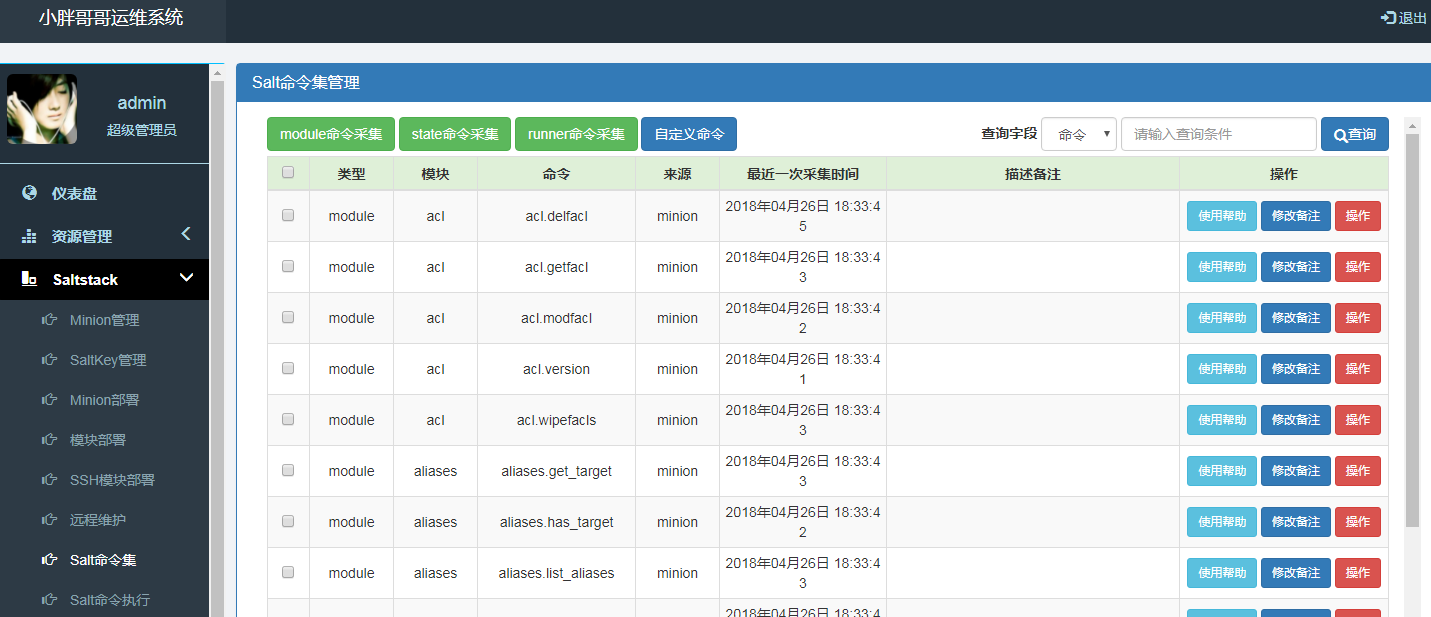 小胖哥哥运维系统
退出
admin
超级管理员
仪表盘
资源管理
Saltstack
Minion管理
SaltKey管理
Minion部署
模块部署
SSH模块部署
远程维护
Salt命令集
Salt命令执行
Salt命令集管理
module命令采集 state命令采集 runner命令采集 自定义命令 查询字段 命令 请输入查询条件 查询
类型 模块 命令 来源 最近一次采集时间 描述备注 操作
module acl acl.delfacl minion 2018年04月26日 18:33:4
5 使用帮助 修改备注 操作
module acl acl.getfacl minion 2018年04月26日 18:33:4
3 使用帮助 修改备注 操作
module acl acl.modfacl minion 2018年04月26日 18:33:4
2 使用帮助 修改备注 操作
module acl acl.version minion 2018年04月26日 18:33:4
1 使用帮助 修改备注 操作
module acl acl.wipefacls minion 2018年04月26日 18:33:4
3 使用帮助 修改备注 操作
module aliases aliases.get_target minion 2018年04月26日 18:33:4
3 使用帮助 修改备注 操作
module aliases aliases.has_target minion 2018年04月26日 18:33:4
2 使用帮助 修改备注 操作
module aliases aliases.list_aliases minion 2018年04月26日 18:33:4
3 使用帮助 修改备注 操作
2018年04月26日 18:33:4